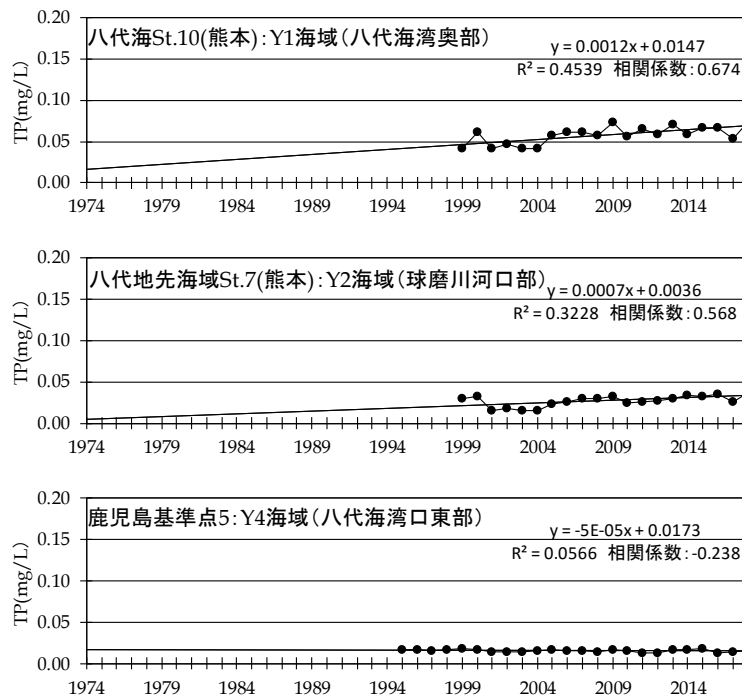 八代海St.10(熊本):Y1海域(八代海湾奥部)
y = 0.0012x + 0.0147
R² = 0.4539 相関係数:0.674
TP(mg/L)
0.20
0.15
0.10
0.05
0.00
1974 1979 1984 1989 1994 1999 2004 2009 2014
八代地先海域St.7(熊本):Y2海域(球磨川河口部)
y = 0.0007x + 0.0036
R² = 0.3228 相関係数:0.568
TP(mg/L)
0.20
0.15
0.10
0.05
0.00
1974 1979 1984 1989 1994 1999 2004 2009 2014
鹿児島基準点5:Y4海域(八代海湾口東部)
y = -5E-05x + 0.0173
R² = 0.0566 相関係数:-0.238
TP(mg/L)
0.20
0.15
0.10
0.05
0.00
1974 1979 1984 1989 1994 1999 2004 2009 2014